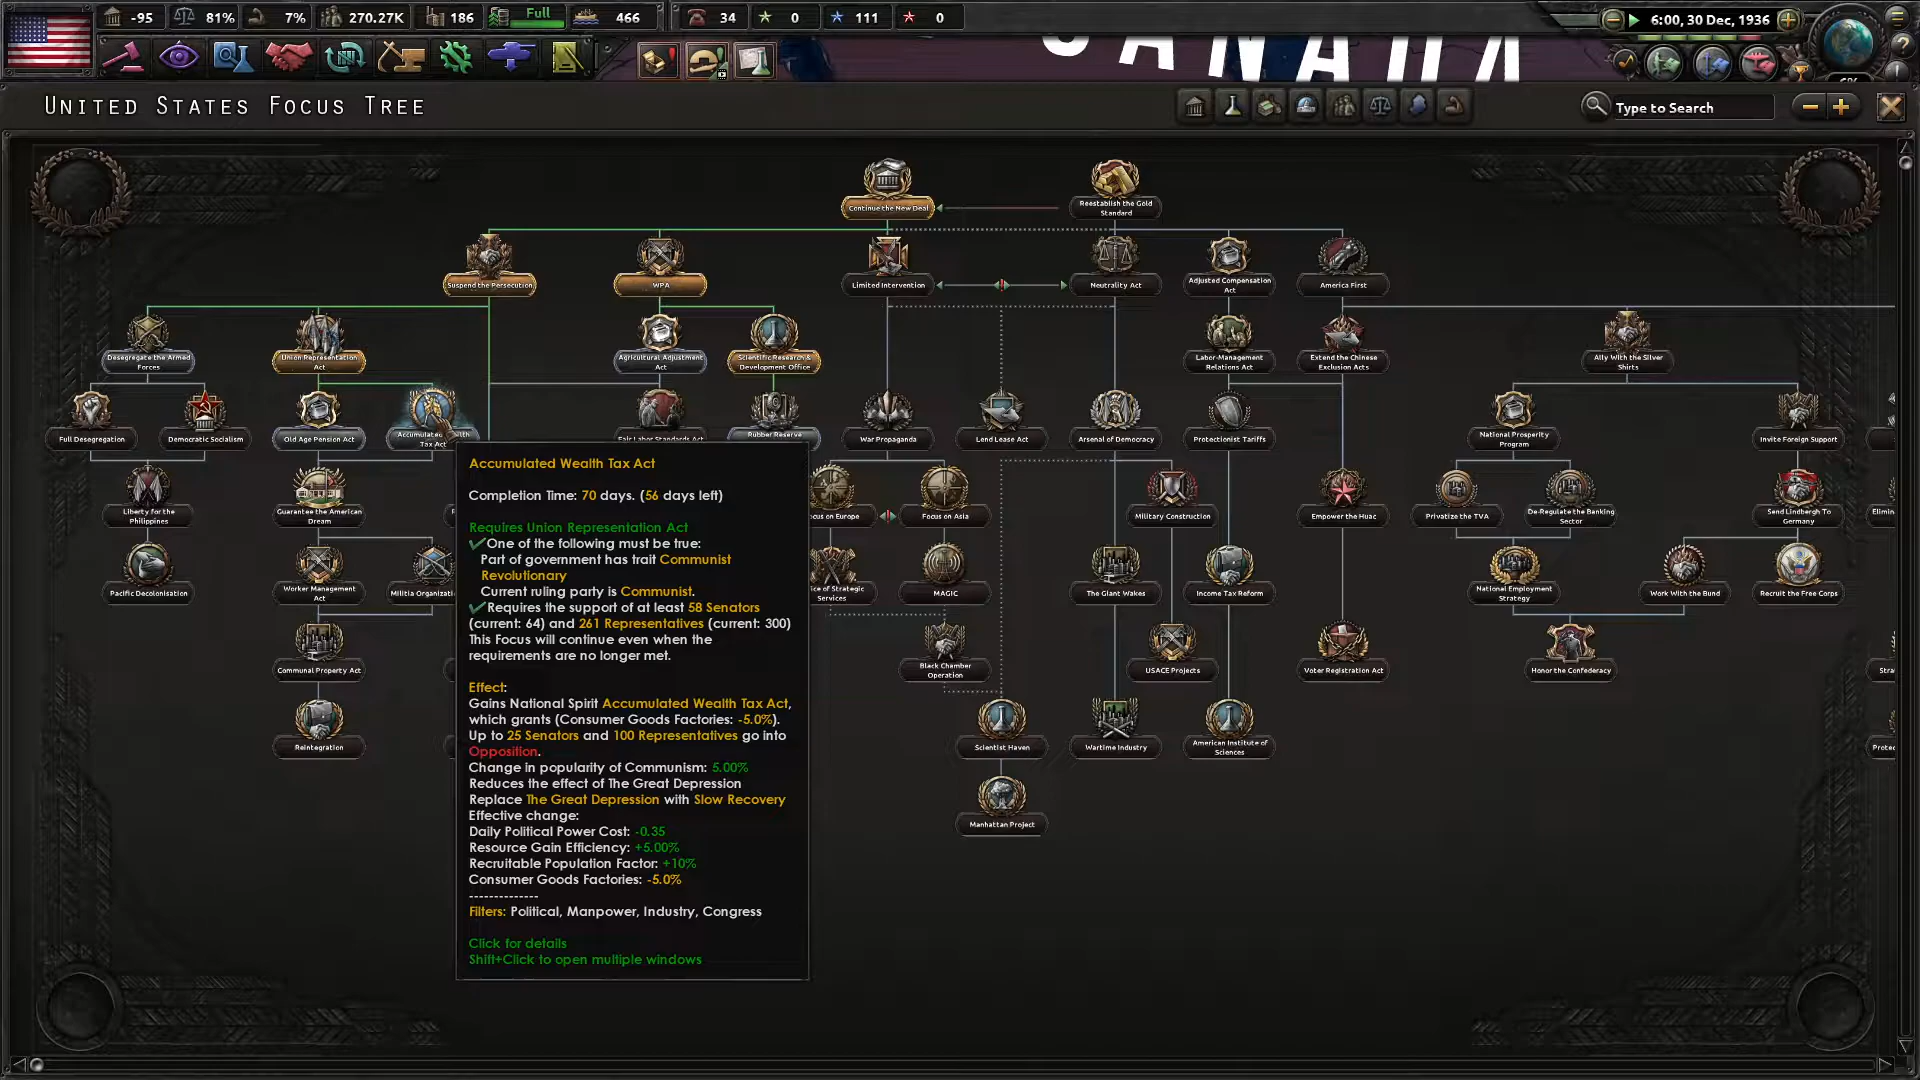 -95 81% 7% 270.27K 186 Full 466 34 0 111 0 6:00, 30 Dec, 1936
CANADA
United States Focus Tree
Type to Search
Continue the New Deal
Reestablish the Gold Standard
Suspend the Persecution
WPA
Limited Intervention
Neutrality Act
Adjusted Compensation Act
America First
Desegregate the Armed Forces
Union Representation Act
Agricultural Adjustment Act
Scientific Research & Development Office
Labor-Management Relations Act
Extend the Chinese Exclusion Acts
Ally With the Silver Shirts
Full Desegregation
Democratic Socialism
Old Age Pension Act
Accumulated Wealth Tax Act
Fair Labor Standards Act
Rubber Reserve
War Propaganda
Lend Lease Act
Arsenal of Democracy
Protectionist Tariffs
National Prosperity Program
Invite Foreign Support
Liberty for the Philippines
Guarantee the American Dream
Focus on Asia
Military Construction
Empower the Huac
Privatize the TVA
De-Regulate the Banking Sector
Send Lindbergh To Germany
Pacific Decolonisation
Worker Management Act
MAGIC
The Giant Wakes
Income Tax Reform
National Employment Strategy
Work With the Bund
Recruit the Free Corps
Communal Property Act
Black Chamber Operation
USACE Projects
Voter Registration Act
Honor the Confederacy
Reintegration
Scientist Haven
Wartime Industry
American Institute of Sciences
Manhattan Project
Accumulated Wealth Tax Act
Completion Time: 70 days. (56 days left)
Requires Union Representation Act
One of the following must be true:
Part of government has trait Communist
Revolutionary
Current ruling party is Communist.
Requires the support of at least 58 Senators
(current: 64) and 261 Representatives (current: 300)
This Focus will continue even when the
requirements are no longer met.
Effect:
Gains National Spirit Accumulated Wealth Tax Act,
which grants (Consumer Goods Factories: -5.0%).
Up to 25 Senators and 100 Representatives go into
Opposition.
Change in popularity of Communism: 5.00%
Reduces the effect of The Great Depression
Replace The Great Depression with Slow Recovery
Effective change:
Daily Political Power Cost: -0.35
Resource Gain Efficiency: +5.00%
Recruitable Population Factor: +10%
Consumer Goods Factories: -5.0%
--------------
Filters: Political, Manpower, Industry, Congress
Click for details
Shift+Click to open multiple windows